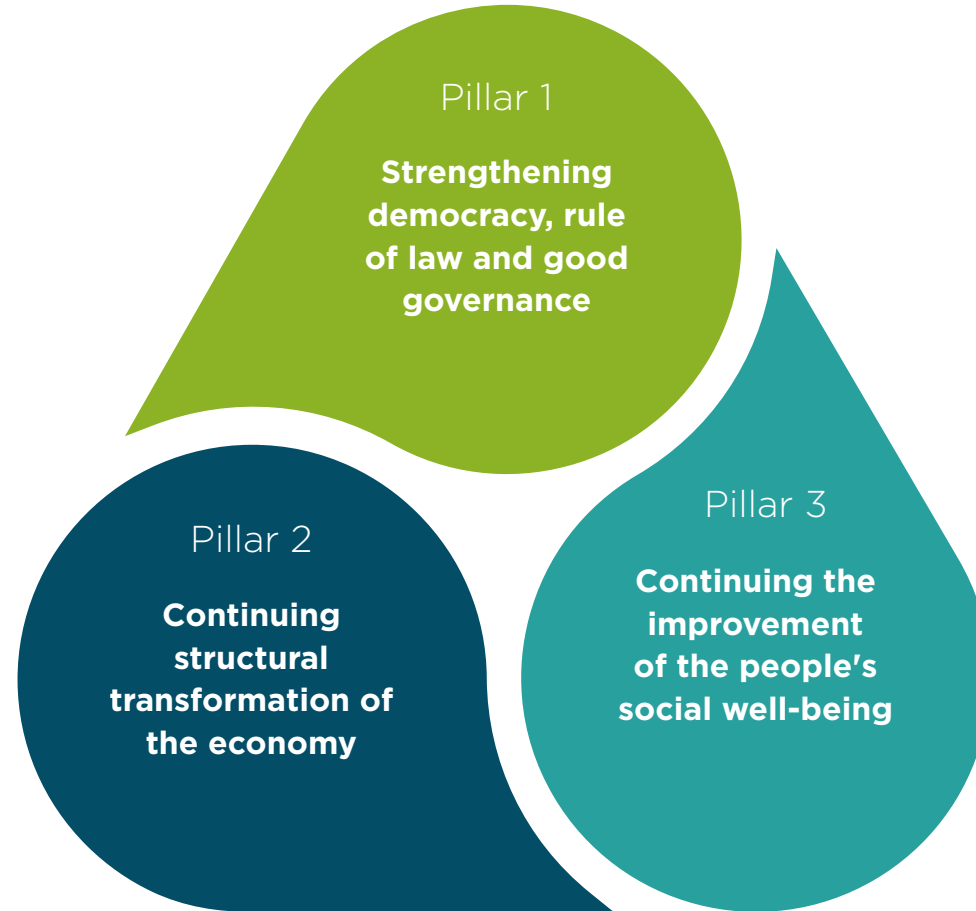 Pillar 1
Strengthening
democracy, rule
of law and good
governance
Pillar 2
Continuing
structural
transformation of
the economy
Pillar 3
Continuing the
improvement
of the people's
social well-being